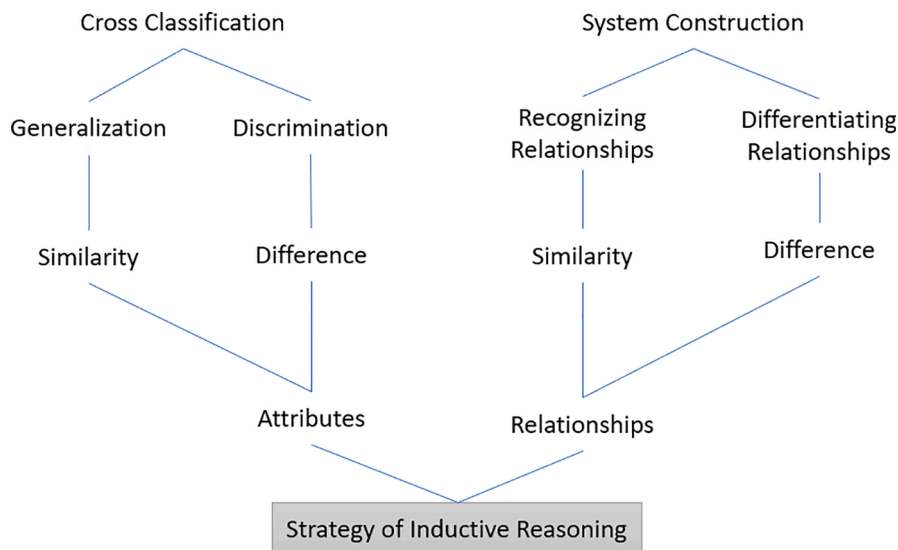 Cross Classification
System Construction
Generalization
Discrimination
Recognizing
Relationships
Differentiating
Relationships
Similarity
Difference
Similarity
Difference
Attributes
Relationships
Strategy of Inductive Reasoning